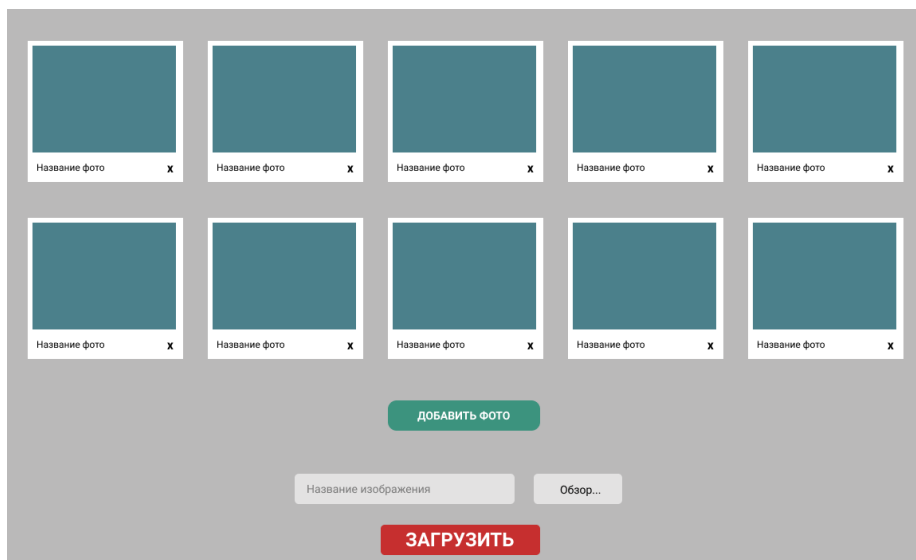 Название фото x Название фото x Название фото x Название фото x Название фото x
Название фото x Название фото x Название фото x Название фото x Название фото x
ДОБАВИТЬ ФОТО
Название изображения Обзор...
ЗАГРУЗИТЬ